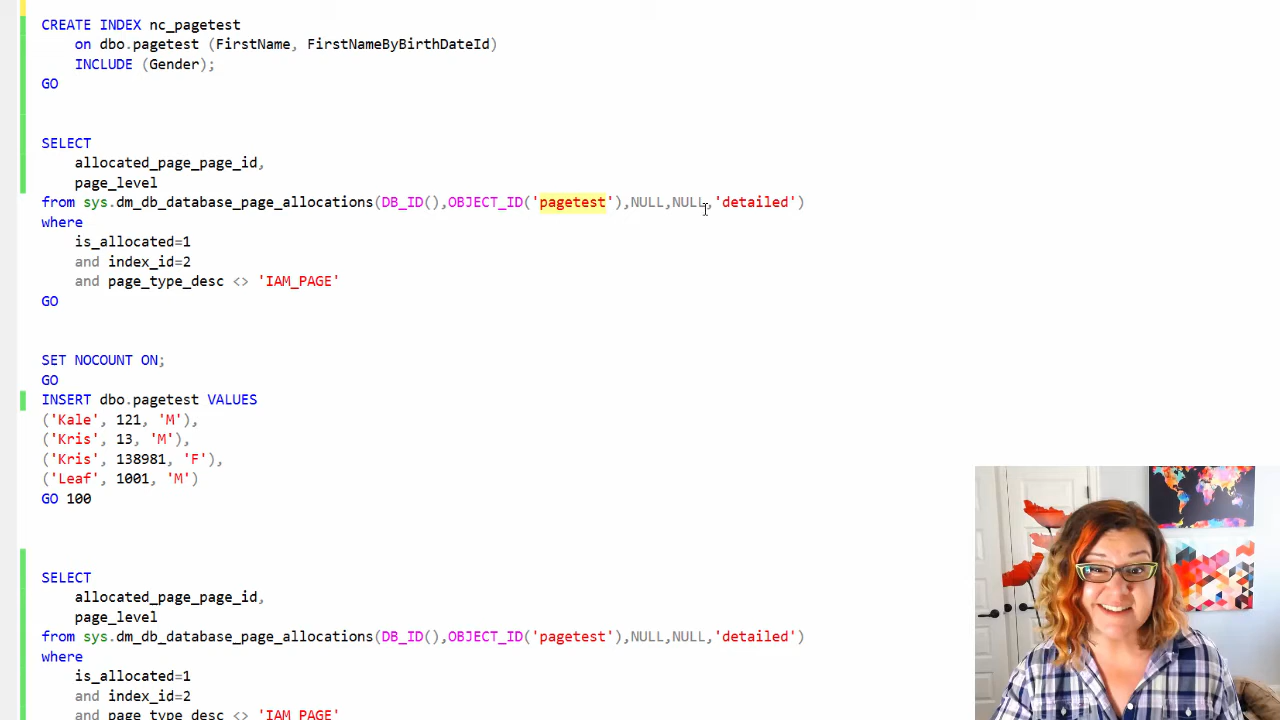 CREATE INDEX nc_pagetest
on dbo.pagetest (FirstName, FirstNameByBirthDateId)
INCLUDE (Gender);
GO
SELECT
allocated_page_page_id,
page_level
from sys.dm_db_database_page_allocations(DB_ID(),OBJECT_ID('pagetest'),NULL,NULL,'detailed')
where
is_allocated=1
and index_id=2
and page_type_desc <> 'IAM_PAGE'
GO
SET NOCOUNT ON;
GO
INSERT dbo.pagetest VALUES
('Kale', 121, 'M'),
('Kris', 13, 'M'),
('Kris', 138981, 'F'),
('Leaf', 1001, 'M')
GO 100
SELECT
allocated_page_page_id,
page_level
from sys.dm_db_database_page_allocations(DB_ID(),OBJECT_ID('pagetest'),NULL,NULL,'detailed')
where
is_allocated=1
and index_id=2
and page_type_desc <> 'IAM_PAGE'